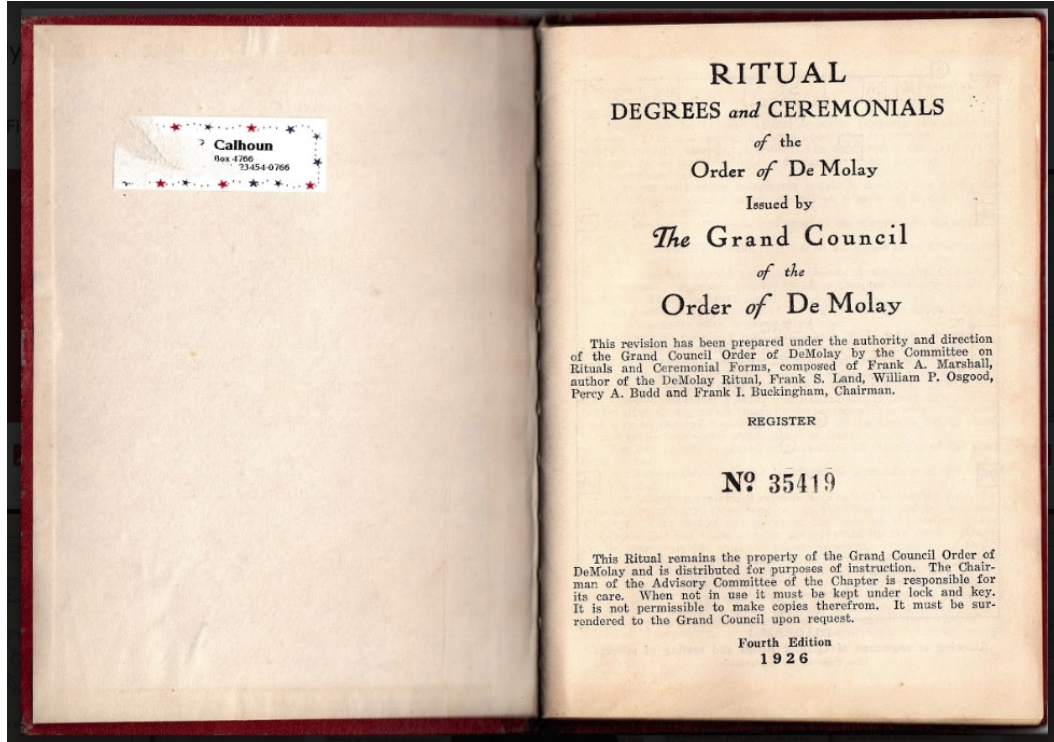 Calhoun
Box 4766
23454-0766
RITUAL
DEGREES and CEREMONIALS
of the
Order of De Molay
Issued by
The Grand Council
of the
Order of De Molay
This revision has been prepared under the authority and direction
of the Grand Council Order of DeMolay by the Committee on
Rituals and Ceremonial Forms, composed of Frank A. Marshall,
author of the DeMolay Ritual, Frank S. Land, William P. Osgood,
Percy A. Budd and Frank I. Buckingham, Chairman.
REGISTER
Nº 35419
This Ritual remains the property of the Grand Council Order of
DeMolay and is distributed for purposes of instruction. The Chair-
man of the Advisory Committee of the Chapter is responsible for
its care. When not in use it must be kept under lock and key.
It is not permissible to make copies therefrom. It must be sur-
rendered to the Grand Council upon request.
Fourth Edition
1926